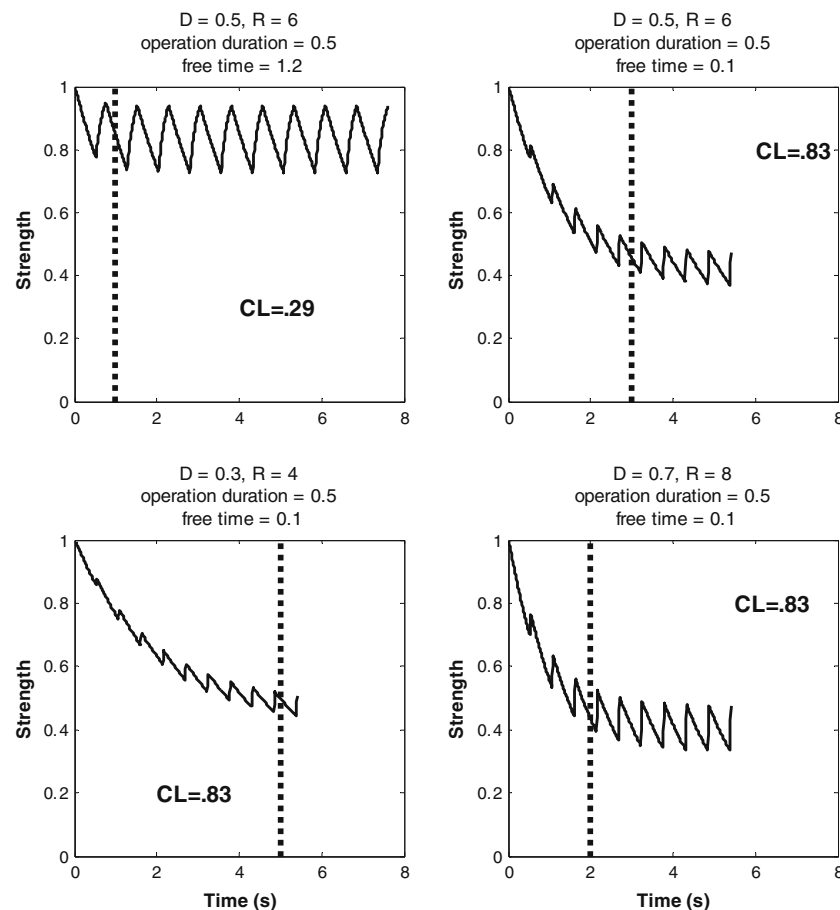 D = 0.5, R = 6
operation duration = 0.5
free time = 1.2
1
0.8
0.6
0.4
0.2
0
Strength
CL=.29
0 2 4 6 8
D = 0.5, R = 6
operation duration = 0.5
free time = 0.1
1
0.8
0.6
0.4
0.2
0
Strength
CL=.83
0 2 4 6 8
D = 0.3, R = 4
operation duration = 0.5
free time = 0.1
1
0.8
0.6
0.4
0.2
0
Strength
CL=.83
0 2 4 6 8
Time (s)
D = 0.7, R = 8
operation duration = 0.5
free time = 0.1
1
0.8
0.6
0.4
0.2
0
Strength
CL=.83
0 2 4 6 8
Time (s)